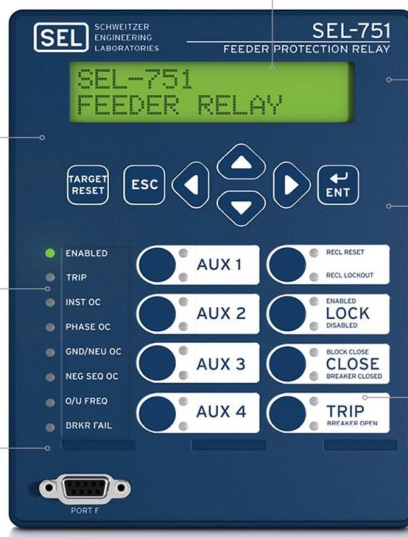 SEL
SCHWEITZER
ENGINEERING
LABORATORIES
SEL-751
FEEDER PROTECTION RELAY
SEL-751
FEEDER RELAY
TARGET
RESET
ESC
ENT
ENABLED
TRIP
INST OC
PHASE OC
GND/NEU OC
NEG SEQ OC
O/U FREQ
BRKR FAIL
AUX 1
AUX 2
AUX 3
AUX 4
RECL RESET
RECL LOCKOUT
ENABLED
LOCK
DISABLED
BLOCK CLOSE
CLOSE
BREAKER CLOSED
TRIP
BREAKER OPEN
PORT F